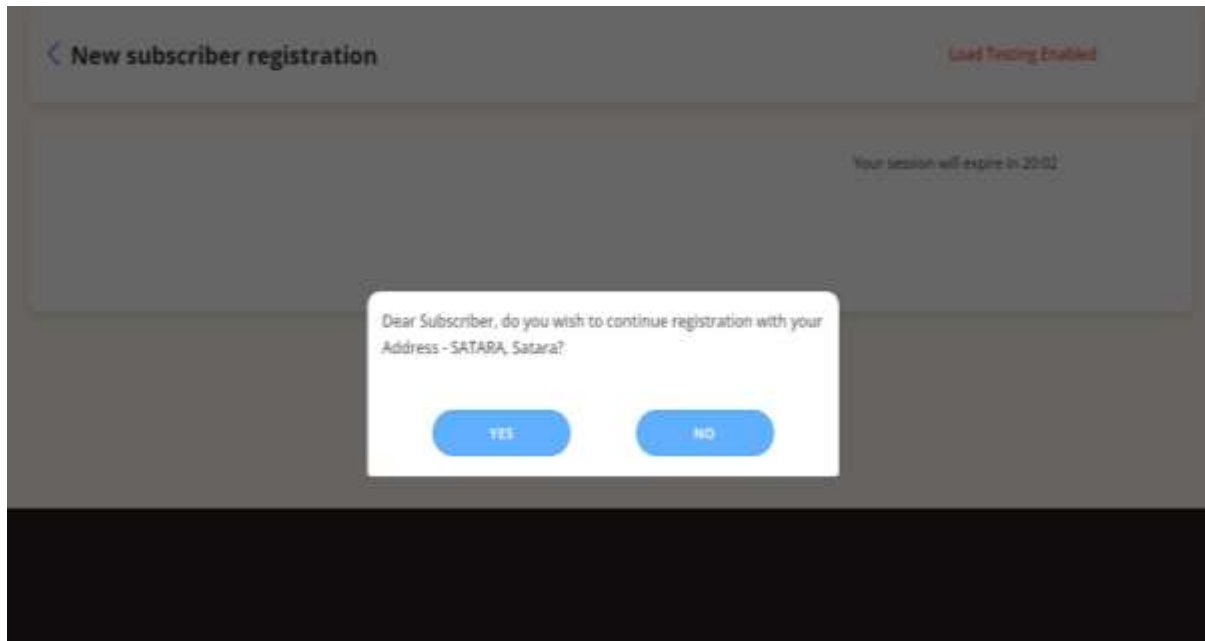 New subscriber registration
Load Testing Enabled
Your session will expire in 20:02
Dear Subscriber, do you wish to continue registration with your
Address - SATARA, Satara?
YES
NO